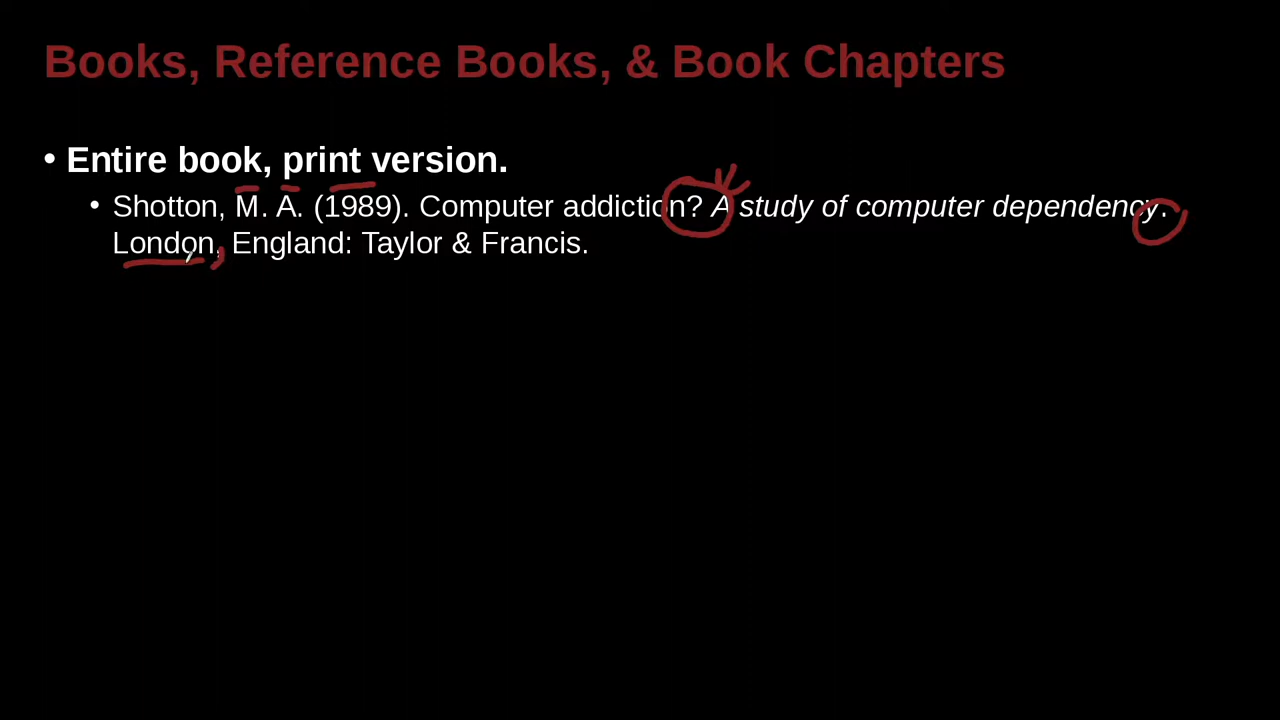 Books, Reference Books, & Book Chapters
• Entire book, print version.
• Shotton, M. A. (1989). Computer addiction? A study of computer dependency.
London, England: Taylor & Francis.